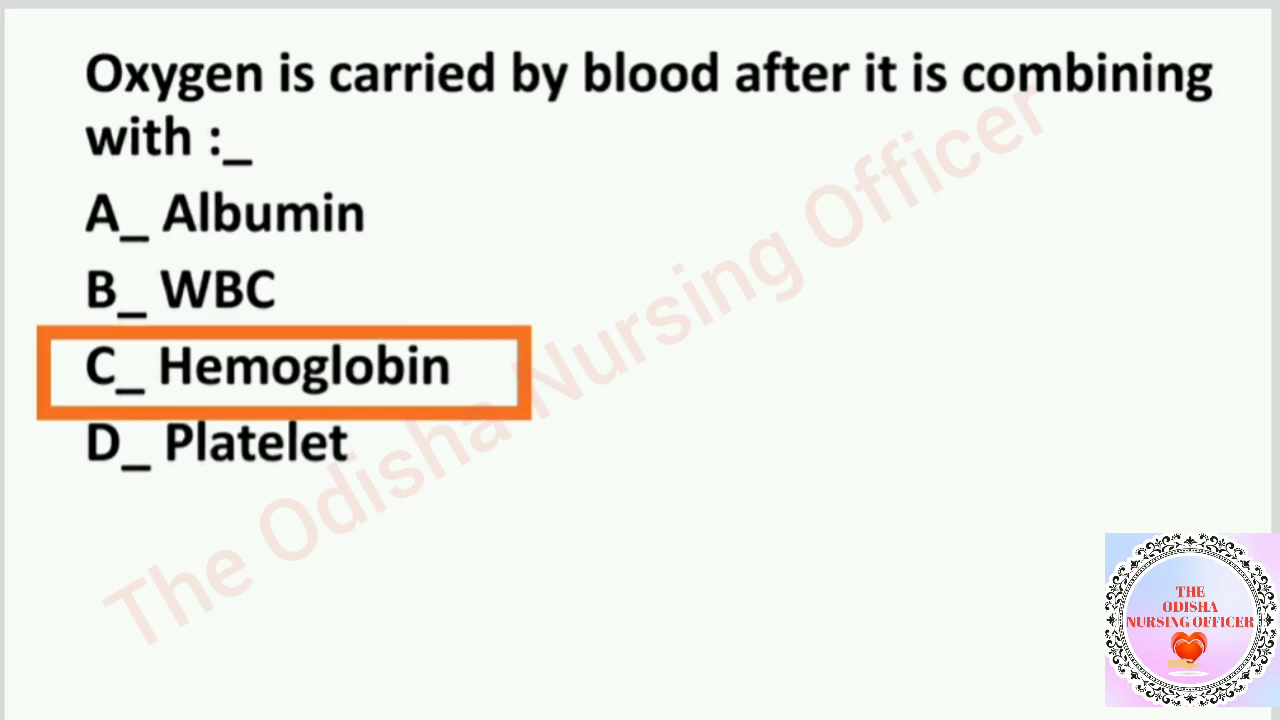 Oxygen is carried by blood after it is combining
with :_
A_ Albumin
B_ WBC
C_ Hemoglobin
D_ Platelet
The Odisha Nursing Officer
THE
ODISHA
NURSING OFFICER